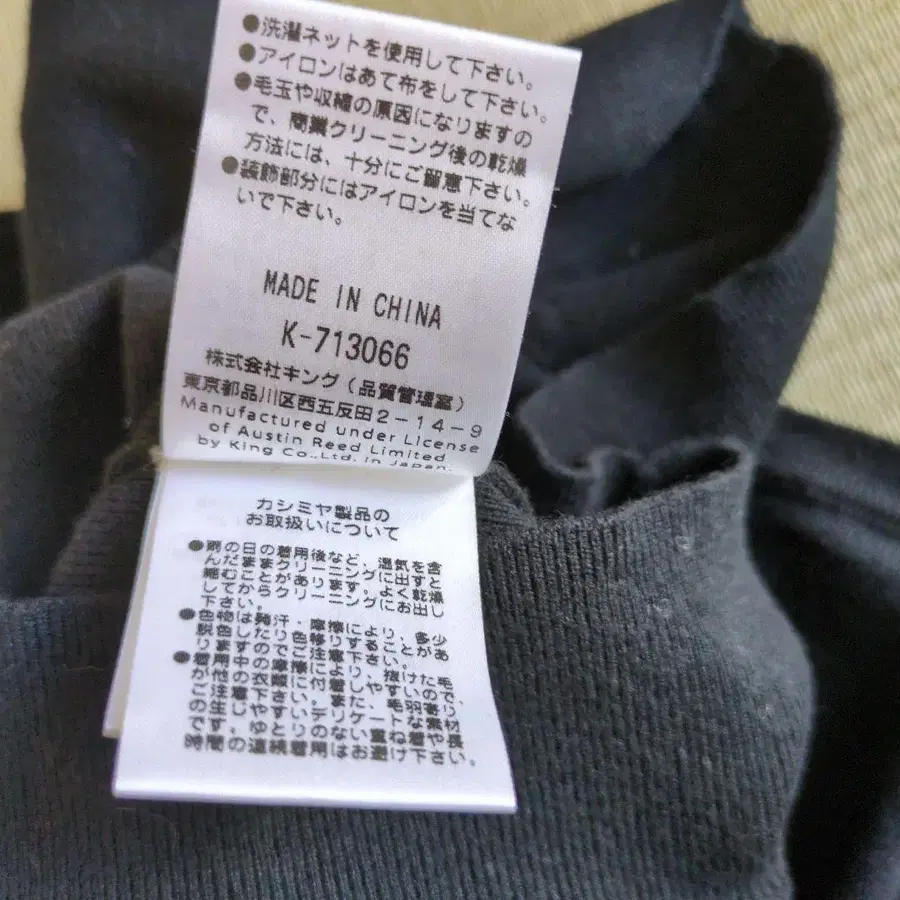 ●洗濯ネットを使用して下さい。
●アイロンはあて布をして下さい。
●毛玉や収縮の原因になりますの
で、商業クリーニング後の乾燥
方法には、十分にご留意下さい。
●装飾部分にはアイロンを当てな
いで下さい。
MADE IN CHINA
K-713066
株式会社キング(品質管理室)
東京都品川区西五反田2-14-9
Manufactured under License
of Austin Reed Limited
by King Co.,Ltd. in Japan.
カシミヤ製品の
お取扱いについて
●雨の日の着用後など、湿気を含
んだままクリーニングに出すと
縮むことがあります。よく乾燥
してからクリーニングにお出し
下さい。
●色物は発汗・摩擦により、多少
脱色したり色移りすることがあ
りますのでご注意下さい。
●着用中の摩擦により、抜けた毛
が他の衣類に付着しやすいので、
ご注意下さい。また、毛羽寄り
の生じやすいデリケートな素材
です。ゆとりのない重ね着や長
時間の連続着用はお避け下さい。